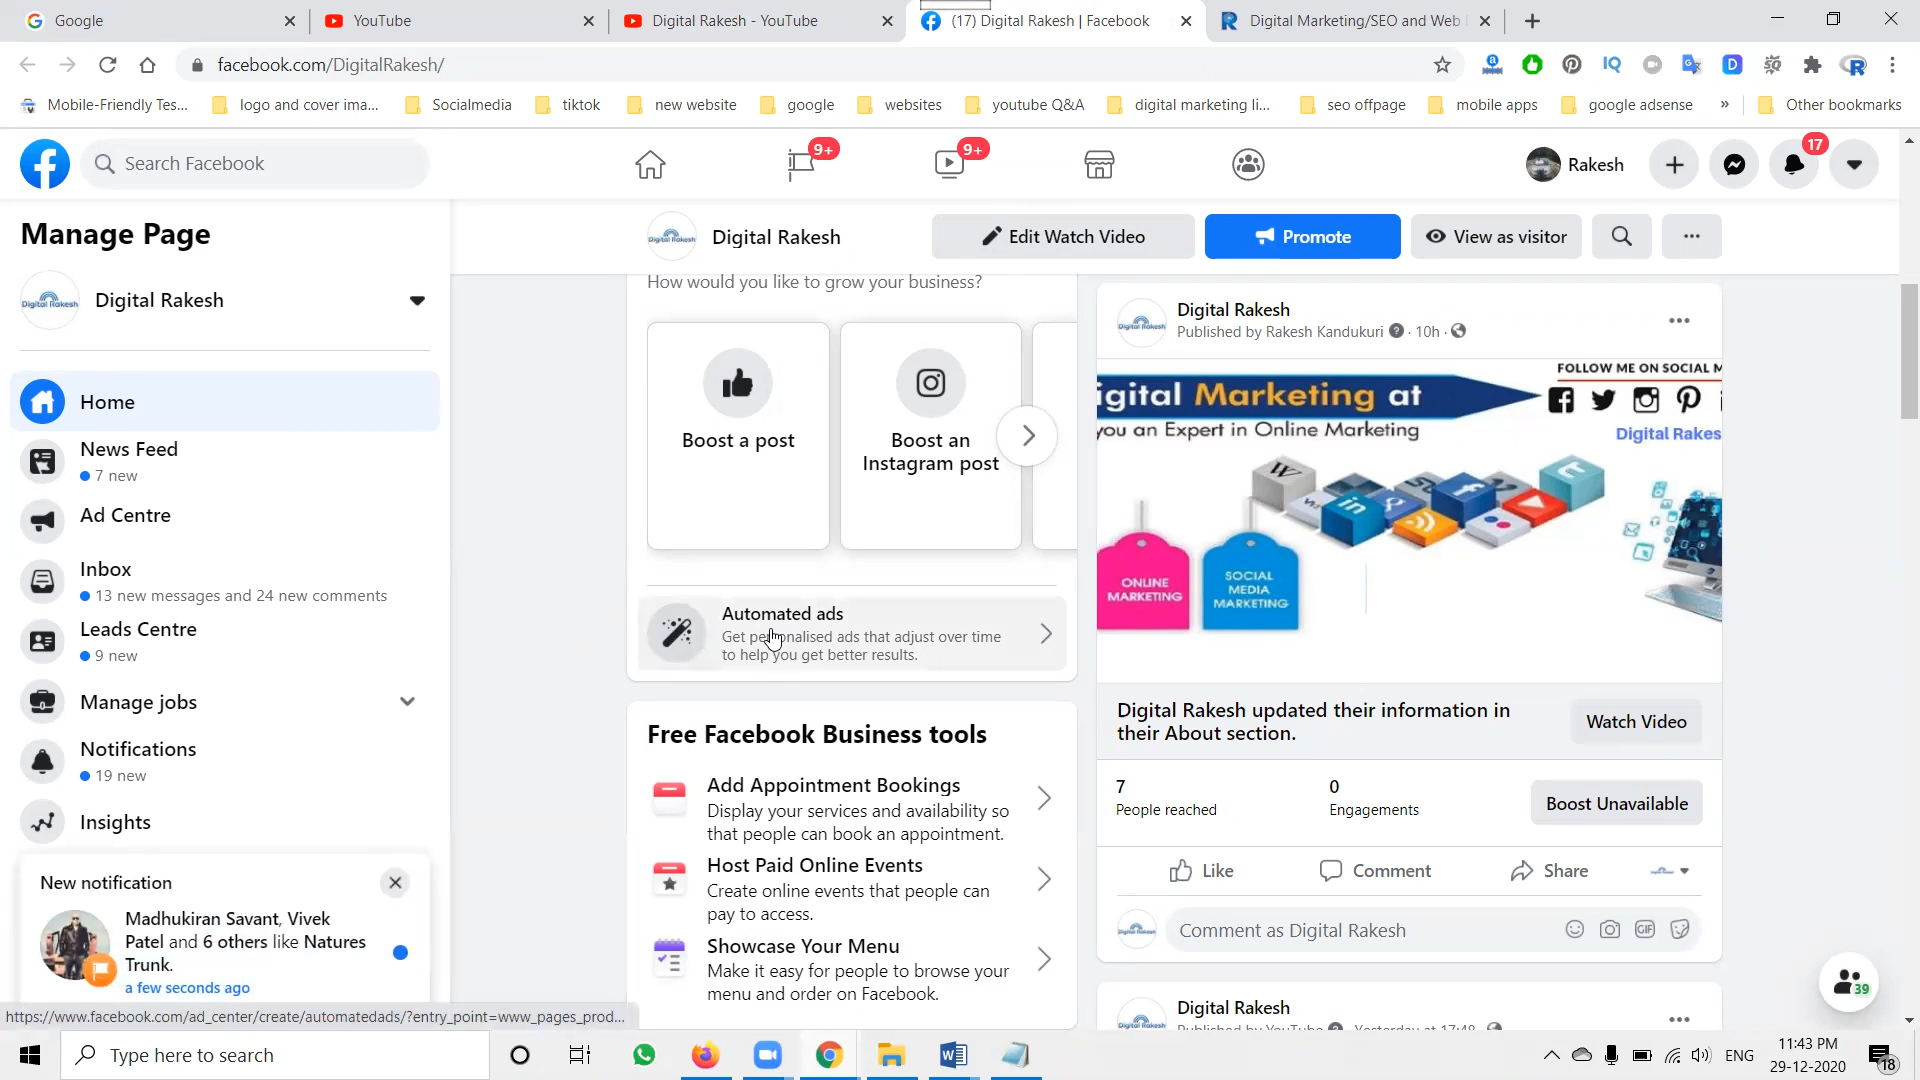 Google
YouTube
Digital Rakesh - YouTube
(17) Digital Rakesh | Facebook
Digital Marketing/SEO and Web
facebook.com/DigitalRakesh/
Mobile-Friendly Tes...
logo and cover ima...
Socialmedia
tiktok
new website
google
websites
youtube Q&A
digital marketing li...
seo offpage
mobile apps
google adsense
»
Other bookmarks
Search Facebook
9+
9+
Rakesh
17
Manage Page
Digital Rakesh
Home
News Feed
7 new
Ad Centre
Inbox
13 new messages and 24 new comments
Leads Centre
9 new
Manage jobs
Notifications
19 new
Insights
New notification
Madhukiran Savant, Vivek
Patel and 6 others like Natures
Trunk.
a few seconds ago
Digital Rakesh
Edit Watch Video
Promote
View as visitor
How would you like to grow your business?
Boost a post
Boost an
Instagram post
Automated ads
Get personalised ads that adjust over time
to help you get better results.
Free Facebook Business tools
Add Appointment Bookings
Display your services and availability so
that people can book an appointment.
Host Paid Online Events
Create online events that people can
pay to access.
Showcase Your Menu
Make it easy for people to browse your
menu and order on Facebook.
Digital Rakesh
Published by Rakesh Kandukuri · 10h ·
FOLLOW ME ON SOCIAL M
igital Marketing at
you an Expert in Online Marketing
Digital Rakes
ONLINE
MARKETING
SOCIAL
MEDIA
MARKETING
Digital Rakesh updated their information in
their About section.
Watch Video
7
People reached
0
Engagements
Boost Unavailable
Like
Comment
Share
Comment as Digital Rakesh
GIF
39
Digital Rakesh
Published by YouTube · Yesterday at 17:48 ·
https://www.facebook.com/ad_center/create/automatedads/?entry_point=www_pages_prod...
Type here to search
ENG
11:43 PM
29-12-2020
18